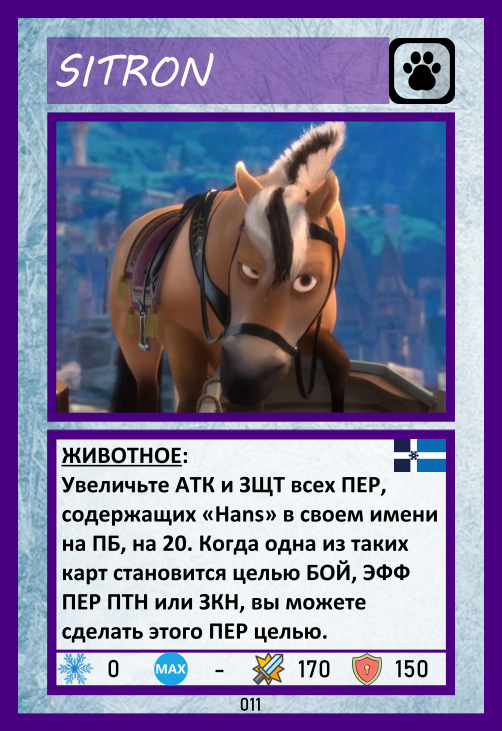 SITRON
ЖИВОТНОЕ:
Увеличьте АТК и ЗЩТ всех ПЕР,
содержащих «Hans» в своем имени
на ПБ, на 20. Когда одна из таких
карт становится целью БОЙ, ЭФФ
ПЕР ПТН или ЗКН, вы можете
сделать этого ПЕР целью.
0 MAX - 170 150
011